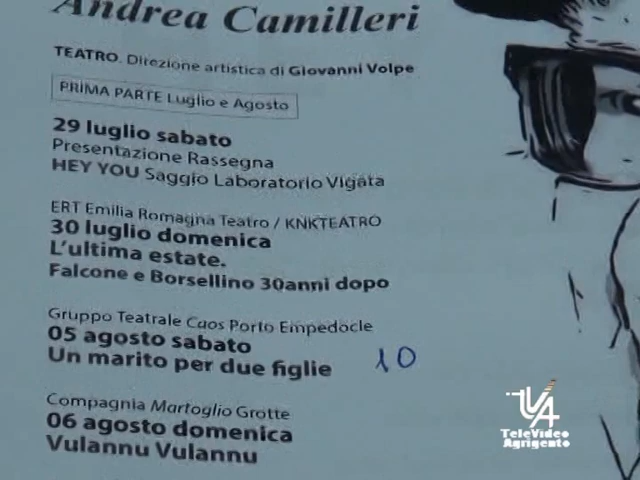 Andrea Camilleri
TEATRO. Direzione artistica di Giovanni Volpe
PRIMA PARTE Luglio e Agosto
29 luglio sabato
Presentazione Rassegna
HEY YOU Saggio Laboratorio Vigata
ERT Emilia Romagna Teatro / KNKTEATRO
30 luglio domenica
L'ultima estate.
Falcone e Borsellino 30anni dopo
Gruppo Teatrale Caos Porto Empedocle
05 agosto sabato
Un marito per due figlie 10
Compagnia Martoglio Grotte
06 agosto domenica
Vulannu Vulannu
TVA
TeleVideo
Agrigento